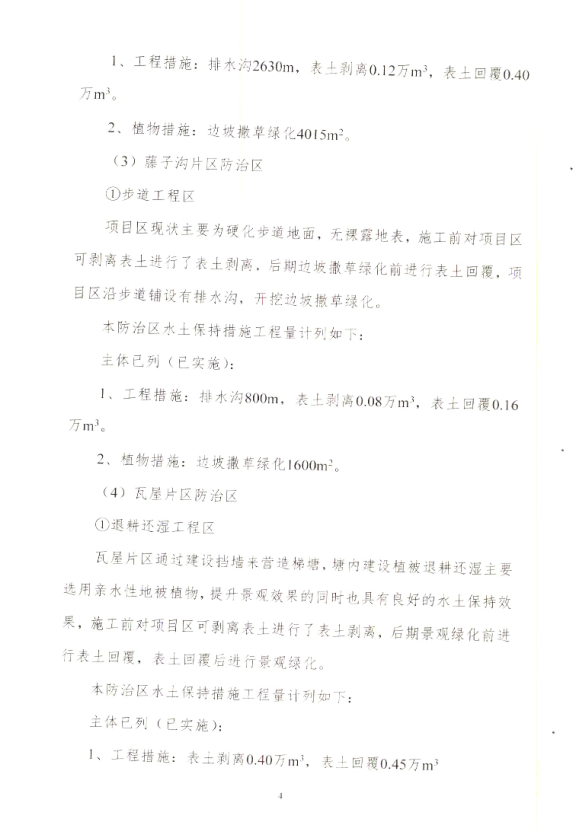 1、工程措施：排水沟2630m，表土剥离0.12万m³，表土回覆0.40
万m³。
2、植物措施：边坡撒草绿化4015m²。
（3）藤子沟片区防治区
①步道工程区
项目区现状主要为硬化步道地面，无裸露地表，施工前对项目区
可剥离表土进行了表土剥离，后期边坡撒草绿化前进行表土回覆，项
目区沿步道铺设有排水沟，开挖边坡撒草绿化。
本防治区水土保持措施工程量计列如下：
主体已列（已实施）：
1、工程措施：排水沟800m，表土剥离0.08万m³，表土回覆0.16
万m³。
2、植物措施：边坡撒草绿化1600m²。
（4）瓦屋片区防治区
①退耕还湿工程区
瓦屋片区通过建设挡墙来营造梯塘，塘内建设植被退耕还湿主要
选用亲水性地被植物，提升景观效果的同时也具有良好的水土保持效
果，施工前对项目区可剥离表土进行了表土剥离，后期景观绿化前进
行表土回覆，表土回覆后进行景观绿化。
本防治区水土保持措施工程量计列如下：
主体已列（已实施）：
1、工程措施：表土剥离0.40万m³，表土回覆0.45万m³
4